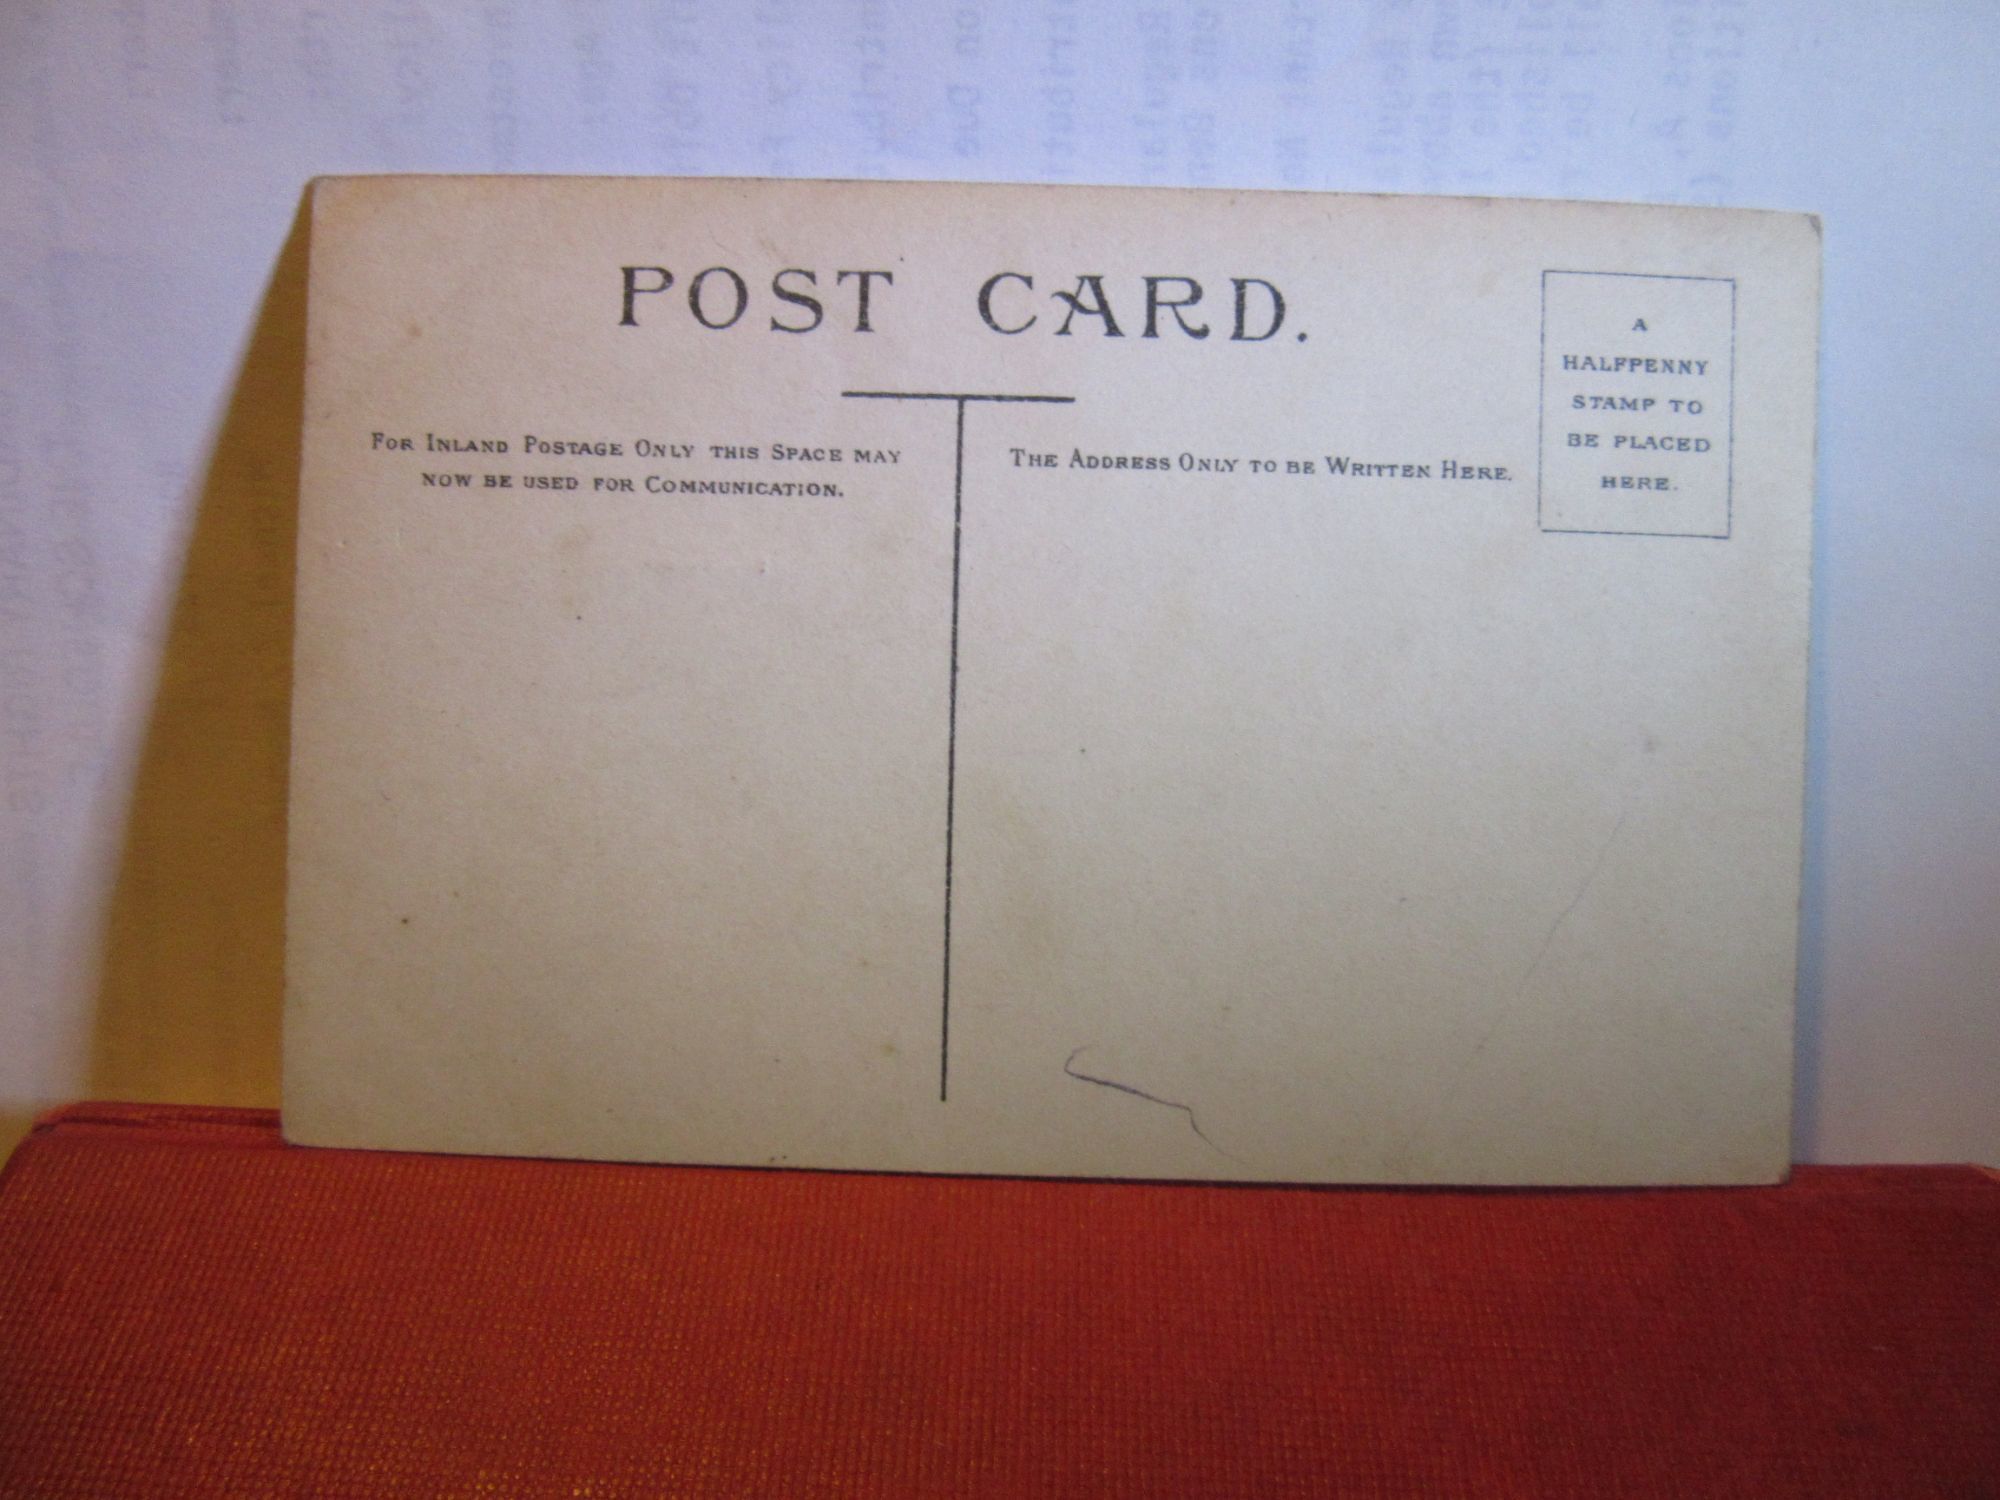 POST CARD.
A
HALFPENNY
STAMP TO
BE PLACED
HERE.
FOR INLAND POSTAGE ONLY THIS SPACE MAY
NOW BE USED FOR COMMUNICATION.
THE ADDRESS ONLY TO BE WRITTEN HERE.